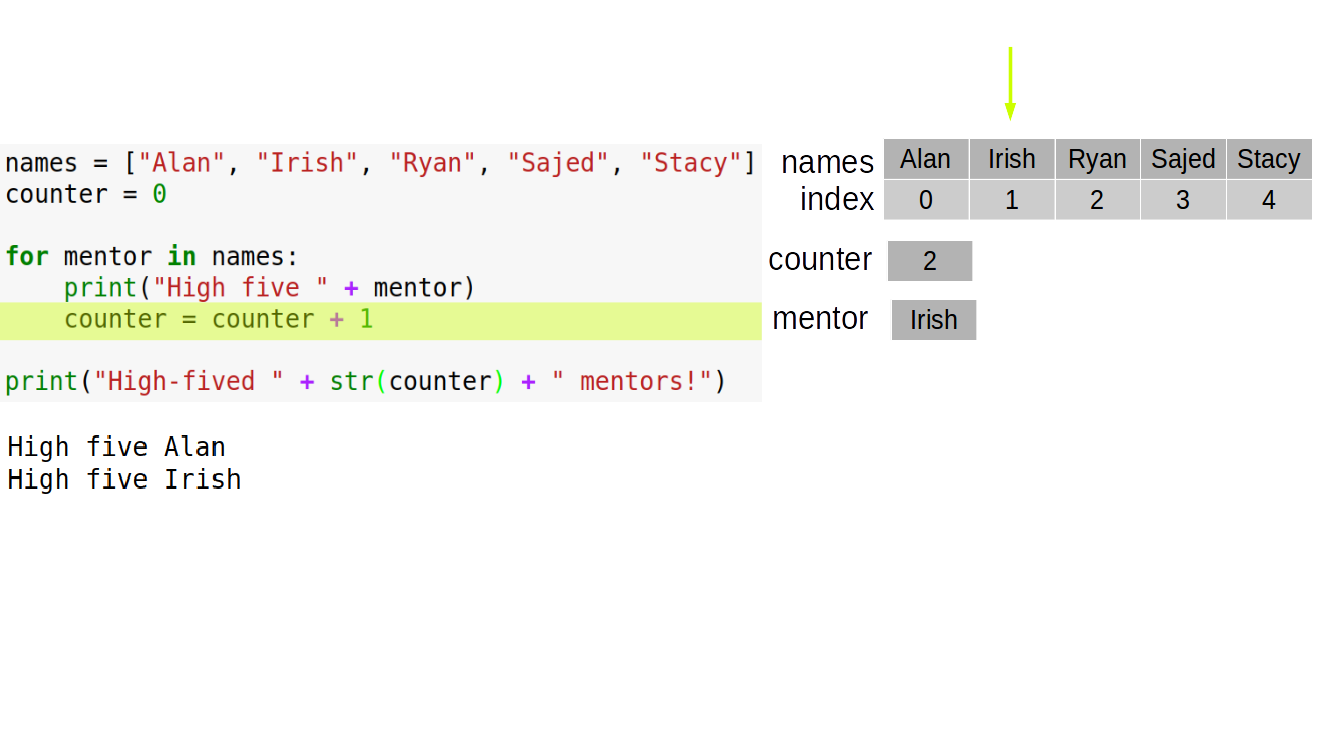 names = ["Alan", "Irish", "Ryan", "Sajed", "Stacy"]
counter = 0
for mentor in names:
    print("High five " + mentor)
    counter = counter + 1
print("High-fived " + str(counter) + " mentors!")
High five Alan
High five Irish
names Alan Irish Ryan Sajed Stacy
index 0 1 2 3 4
counter 2
mentor Irish